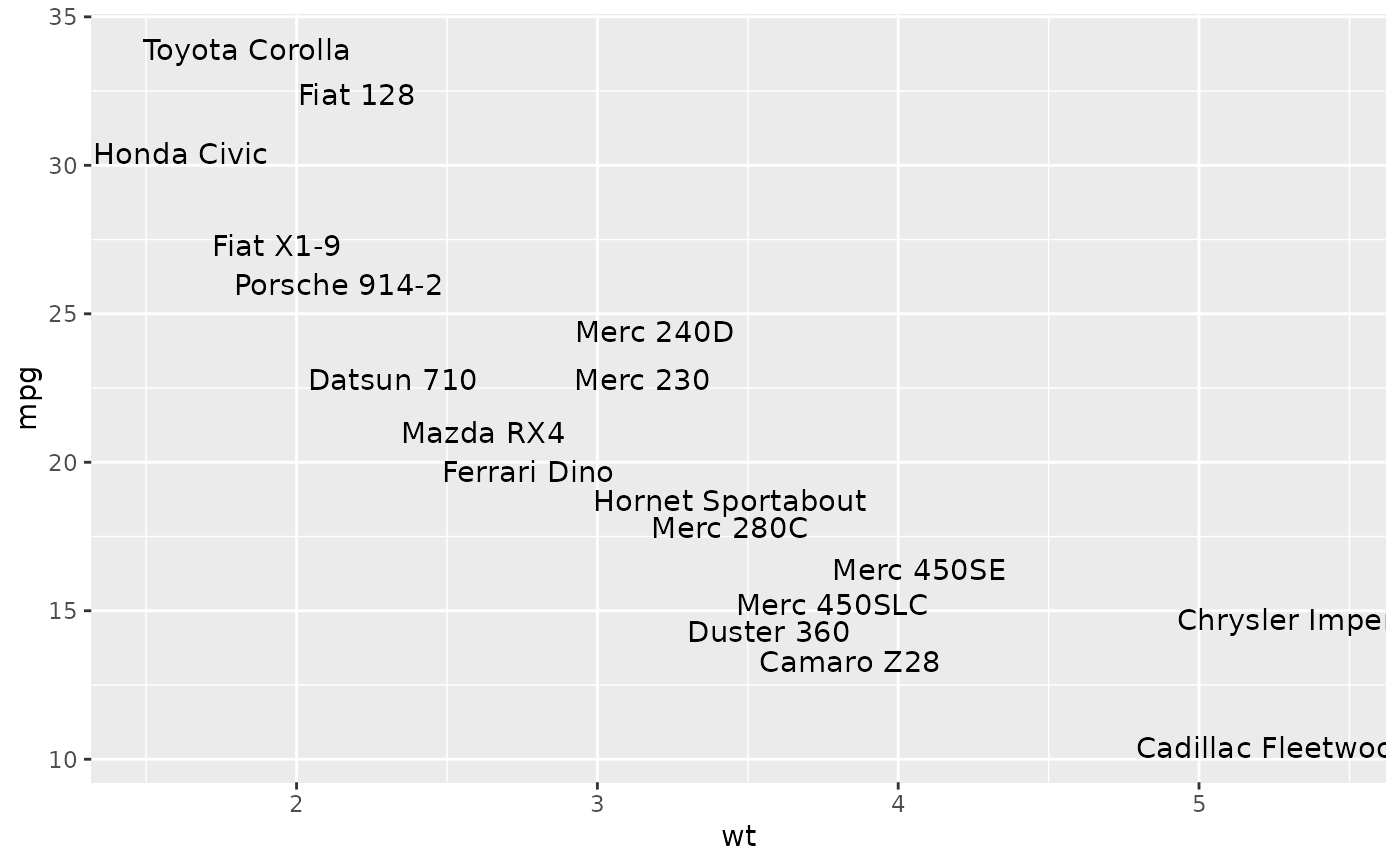 35
Toyota Corolla
Fiat 128
Honda Civic
30
Fiat X1-9
Porsche 914-2
25
Merc 240D
Datsun 710
Merc 230
mpg
Mazda RX4
20
Ferrari Dino
Hornet Sportabout
Merc 280C
Merc 450SE
15
Merc 450SLC
Chrysler Imper
Duster 360
Camaro Z28
10
Cadillac Fleetwoo
2
3
4
5
wt